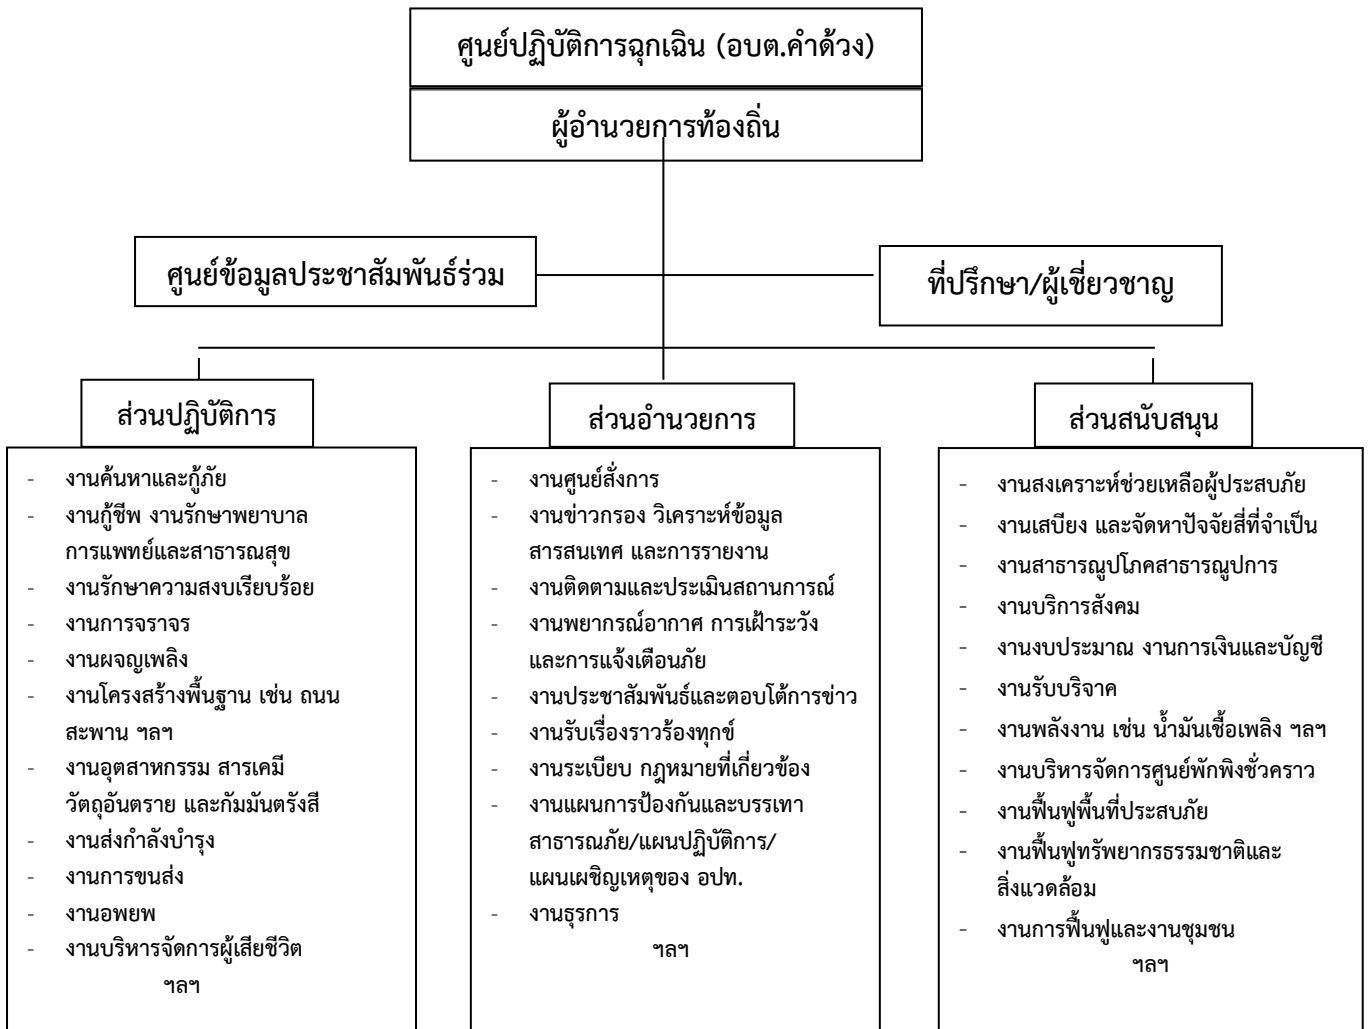 ศูนย์ปฏิบัติการฉุกเฉิน (อบต.คำด้วง)
ผู้อำนวยการท้องถิ่น
ศูนย์ข้อมูลประชาสัมพันธ์ร่วม
ที่ปรึกษา/ผู้เชี่ยวชาญ
ส่วนปฏิบัติการ
- งานค้นหาและกู้ภัย
- งานกู้ชีพ งานรักษาพยาบาล
การแพทย์และสาธารณสุข
- งานรักษาความสงบเรียบร้อย
- งานการจราจร
- งานผจญเพลิง
- งานโครงสร้างพื้นฐาน เช่น ถนน
สะพาน ฯลฯ
- งานอุตสาหกรรม สารเคมี
วัตถุอันตราย และกัมมันตรังสี
- งานส่งกำลังบำรุง
- งานการขนส่ง
- งานอพยพ
- งานบริหารจัดการผู้เสียชีวิต
ฯลฯ
ส่วนอำนวยการ
- งานศูนย์สั่งการ
- งานข่าวกรอง วิเคราะห์ข้อมูล
สารสนเทศ และการรายงาน
- งานติดตามและประเมินสถานการณ์
- งานพยากรณ์อากาศ การเฝ้าระวัง
และการแจ้งเตือนภัย
- งานประชาสัมพันธ์และตอบโต้การข่าว
- งานรับเรื่องราวร้องทุกข์
- งานระเบียบ กฎหมายที่เกี่ยวข้อง
- งานแผนการป้องกันและบรรเทา
สาธารณภัย/แผนปฏิบัติการ/
แผนเผชิญเหตุของ อปท.
- งานธุรการ
ฯลฯ
ส่วนสนับสนุน
- งานสงเคราะห์ช่วยเหลือผู้ประสบภัย
- งานเสบียง และจัดหาปัจจัยสี่ที่จำเป็น
- งานสาธารณูปโภคสาธารณูปการ
- งานบริการสังคม
- งานงบประมาณ งานการเงินและบัญชี
- งานรับบริจาค
- งานพลังงาน เช่น น้ำมันเชื้อเพลิง ฯลฯ
- งานบริหารจัดการศูนย์พักพิงชั่วคราว
- งานฟื้นฟูพื้นที่ประสบภัย
- งานฟื้นฟูทรัพยากรธรรมชาติและ
สิ่งแวดล้อม
- งานการฟื้นฟูและงานชุมชน
ฯลฯ